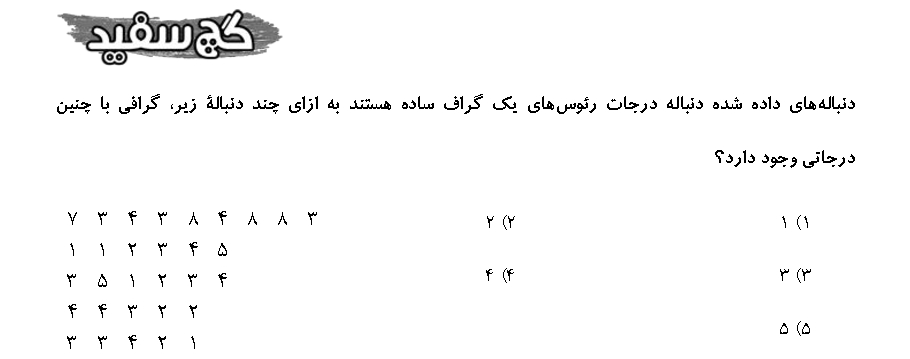 گچ سفید
دنباله‌های داده شده دنباله درجات رئوس‌های یک گراف ساده هستند به ازای چند دنبالهٔ زیر، گرافی با چنین
درجاتی وجود دارد؟
۱) ۱
۲) ۲
۳) ۳
۴) ۴
۵) ۵
۷ ۳ ۴ ۳ ۸ ۴ ۸ ۸ ۳
۱ ۱ ۲ ۳ ۴ ۵
۳ ۵ ۱ ۲ ۳ ۴
۴ ۴ ۳ ۲ ۲
۳ ۳ ۴ ۲ ۱